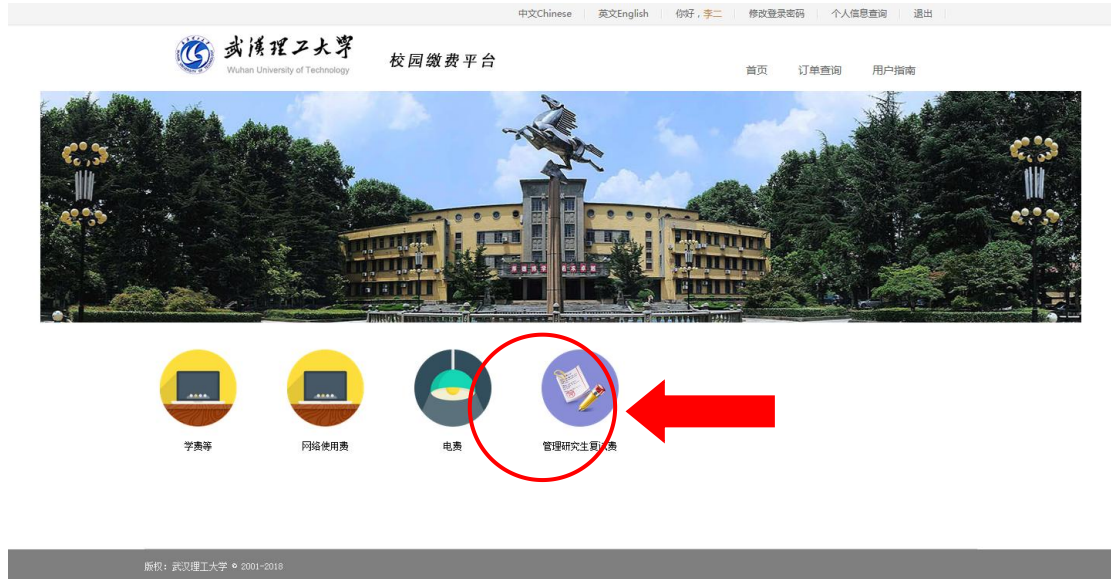 中文Chinese 英文English 你好，李二 修改登录密码 个人信息查询 退出
武汉理工大学
Wuhan University of Technology
校园缴费平台
首页 订单查询 用户指南
学费等 网络使用费 电费 管理研究生复试费
版权：武汉理工大学 © 2001-2018